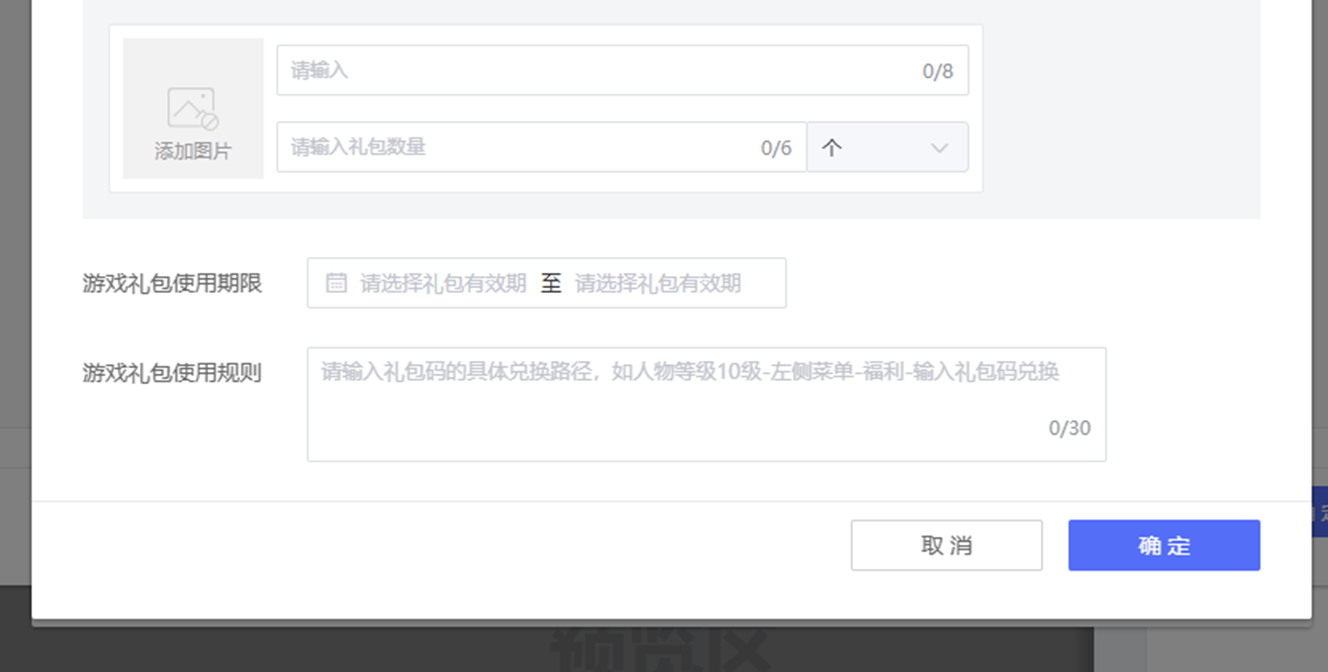 请输入 0/8
添加图片
请输入礼包数量 0/6 个
游戏礼包使用期限 请选择礼包有效期 至 请选择礼包有效期
游戏礼包使用规则 请输入礼包码的具体兑换路径，如人物等级10级-左侧菜单-福利-输入礼包码兑换
0/30
取消 确定
预览区